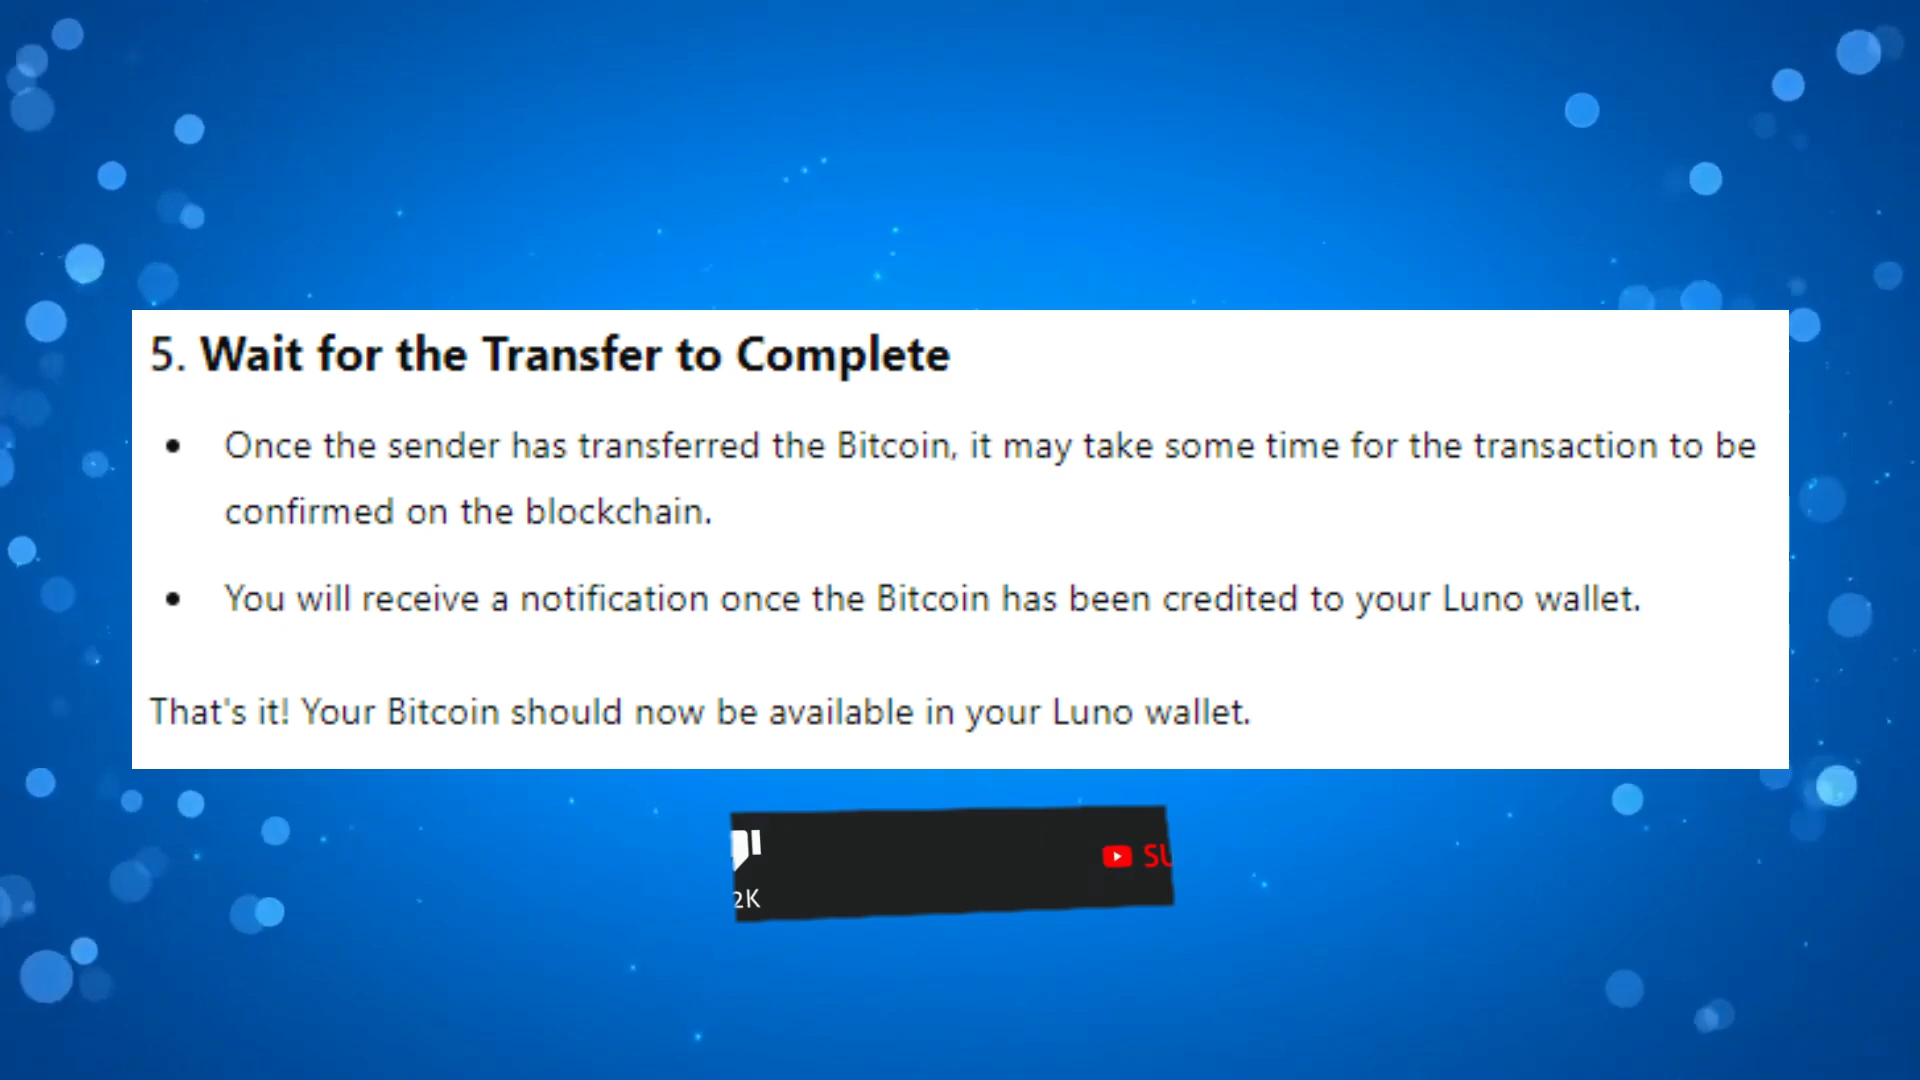 5. Wait for the Transfer to Complete
• Once the sender has transferred the Bitcoin, it may take some time for the transaction to be
confirmed on the blockchain.
• You will receive a notification once the Bitcoin has been credited to your Luno wallet.
That's it! Your Bitcoin should now be available in your Luno wallet.
2K